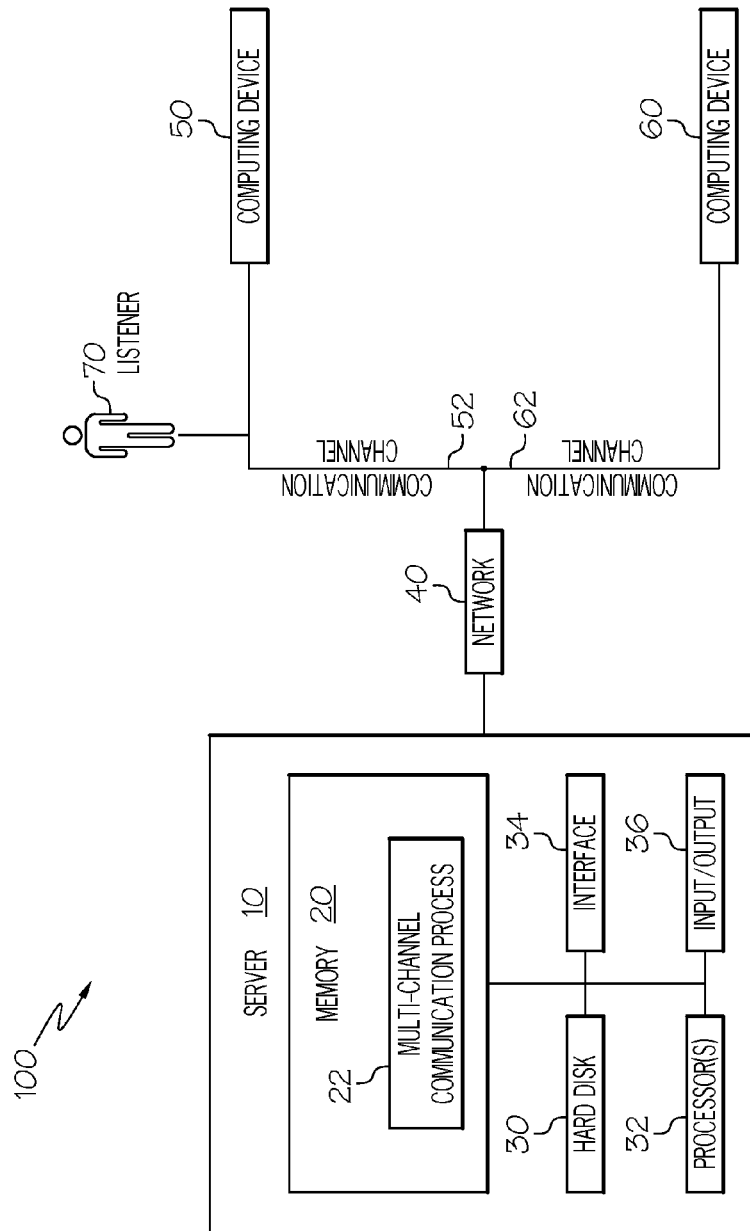 100
SERVER 10
MEMORY 20
22
MULTI-CHANNEL
COMMUNICATION PROCESS
30
HARD DISK
34
INTERFACE
32
PROCESSOR(S)
36
INPUT/OUTPUT
40
NETWORK
COMMUNICATION
CHANNEL
52
COMMUNICATION
CHANNEL
62
70
LISTENER
50
COMPUTING DEVICE
60
COMPUTING DEVICE